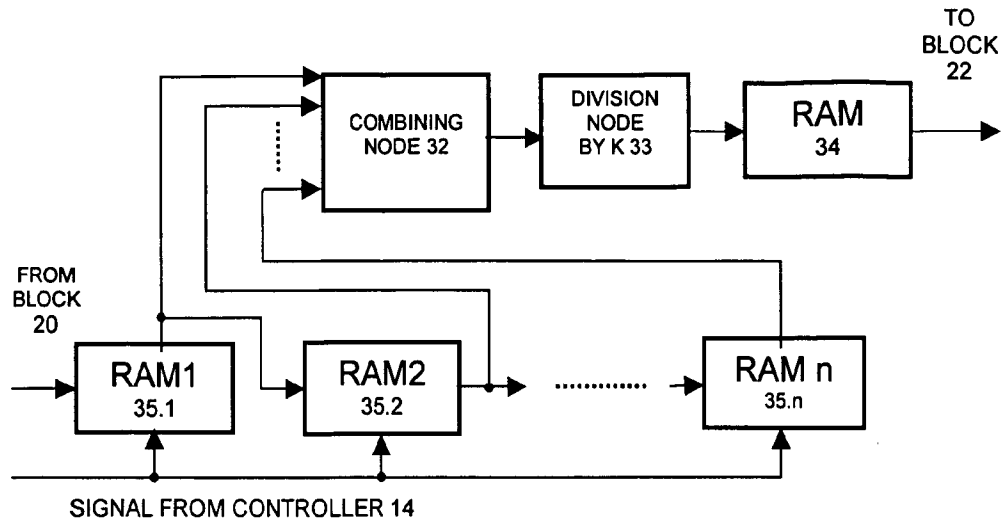 TO
BLOCK
22
COMBINING
NODE 32
DIVISION
NODE
BY K 33
RAM
34
FROM
BLOCK
20
RAM1
35.1
RAM2
35.2
RAM n
35.n
SIGNAL FROM CONTROLLER 14